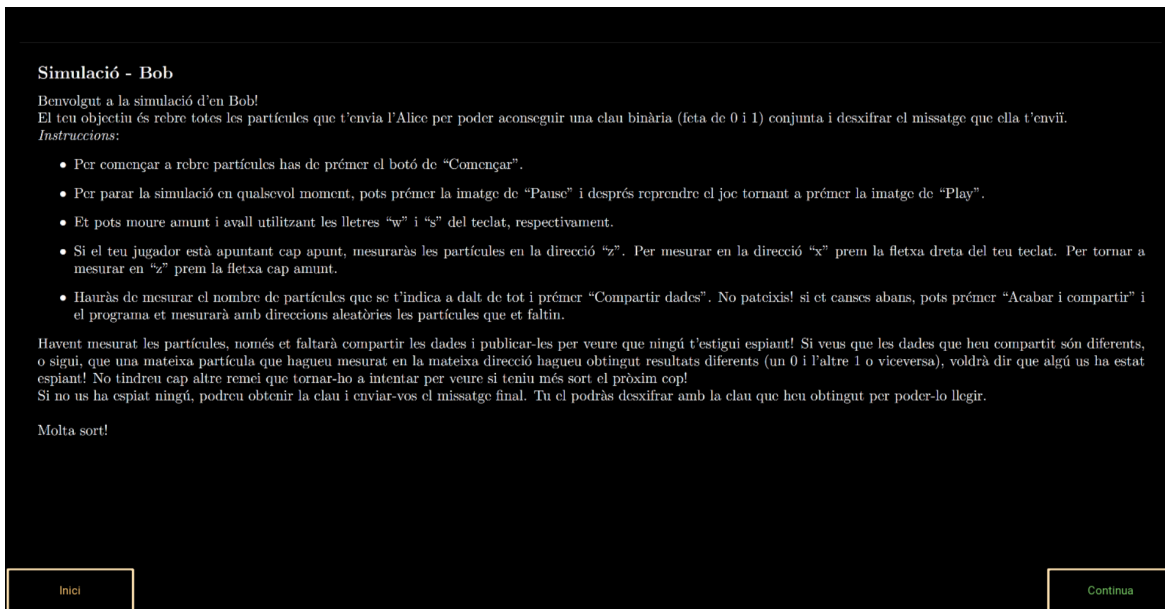 Simulació - Bob
Benvolgut a la simulació d'en Bob!
El teu objectiu és rebre totes les partícules que t'envia l'Alice per poder aconseguir una clau binària (feta de 0 i 1) conjunta i desxifrar el missatge que ella t'enviï.
Instruccions:
• Per començar a rebre partícules has de prémer el botó de “Començar”.
• Per parar la simulació en qualsevol moment, pots prémer la imatge de “Pause” i després reprendre el joc tornant a prémer la imatge de “Play”.
• Et pots moure amunt i avall utilitzant les lletres “w” i “s” del teclat, respectivament.
• Si el teu jugador està apuntant cap apunt, mesuraràs les partícules en la direcció “z”. Per mesurar en la direcció “x” prem la fletxa dreta del teu teclat. Per tornar a
mesurar en “z” prem la fletxa cap amunt.
• Hauràs de mesurar el nombre de partícules que se t'indica a dalt de tot i prémer “Compartir dades”. No pateixis! si et canses abans, pots prémer “Acabar i compartir” i
el programa et mesurarà amb direccions aleatòries les partícules que et faltin.
Havent mesurat les partícules, només et faltarà compartir les dades i publicar-les per veure que ningú t'estigui espiant! Si veus que les dades que heu compartit són diferents,
o sigui, que una mateixa partícula que hagueu mesurat en la mateixa direcció hagueu obtingut resultats diferents (un 0 i l'altre 1 o viceversa), voldrà dir que algú us ha estat
espiant! No tindreu cap altre remei que tornar-ho a intentar per veure si teniu més sort el pròxim cop!
Si no us ha espiat ningú, podreu obtenir la clau i enviar-vos el missatge final. Tu el podràs desxifrar amb la clau que heu obtingut per poder-lo llegir.
Molta sort!
Inici
Continua